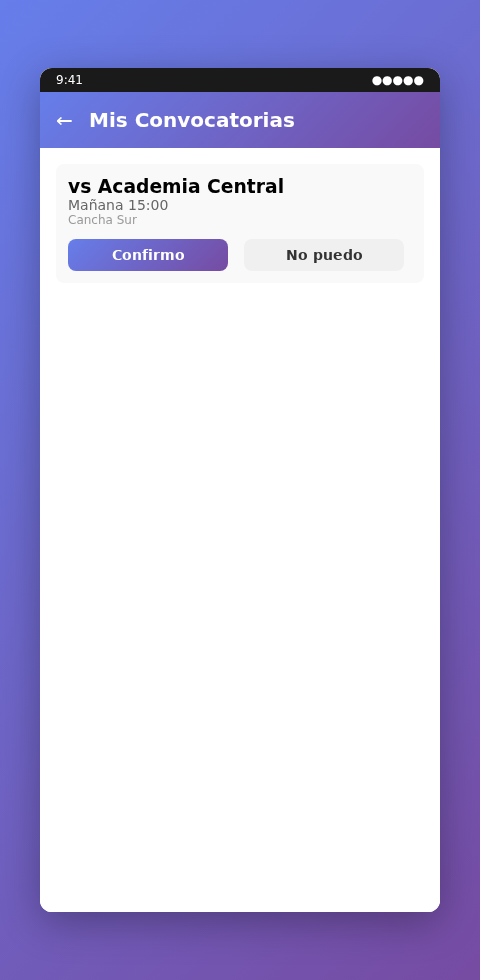 9:41 ●●●●●
← Mis Convocatorias
vs Academia Central
Mañana 15:00
Cancha Sur
Confirmo No puedo